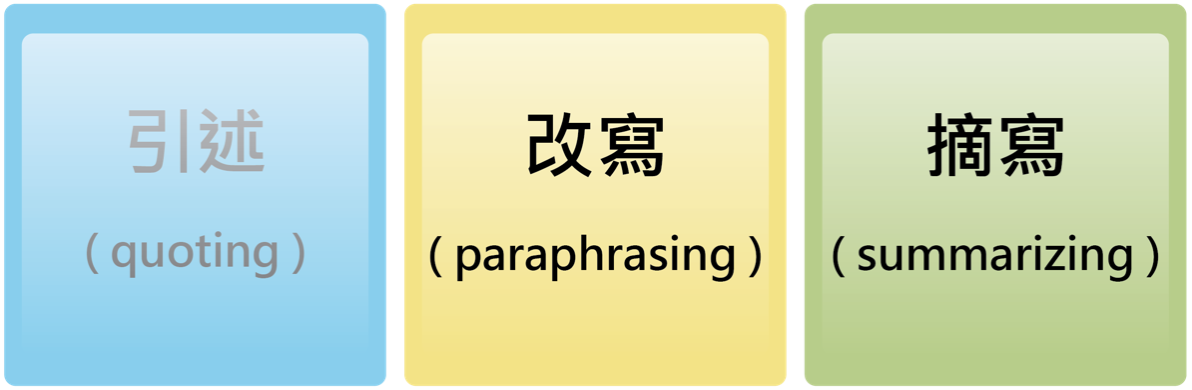 引述
（quoting）
改寫
（paraphrasing）
摘寫
（summarizing）